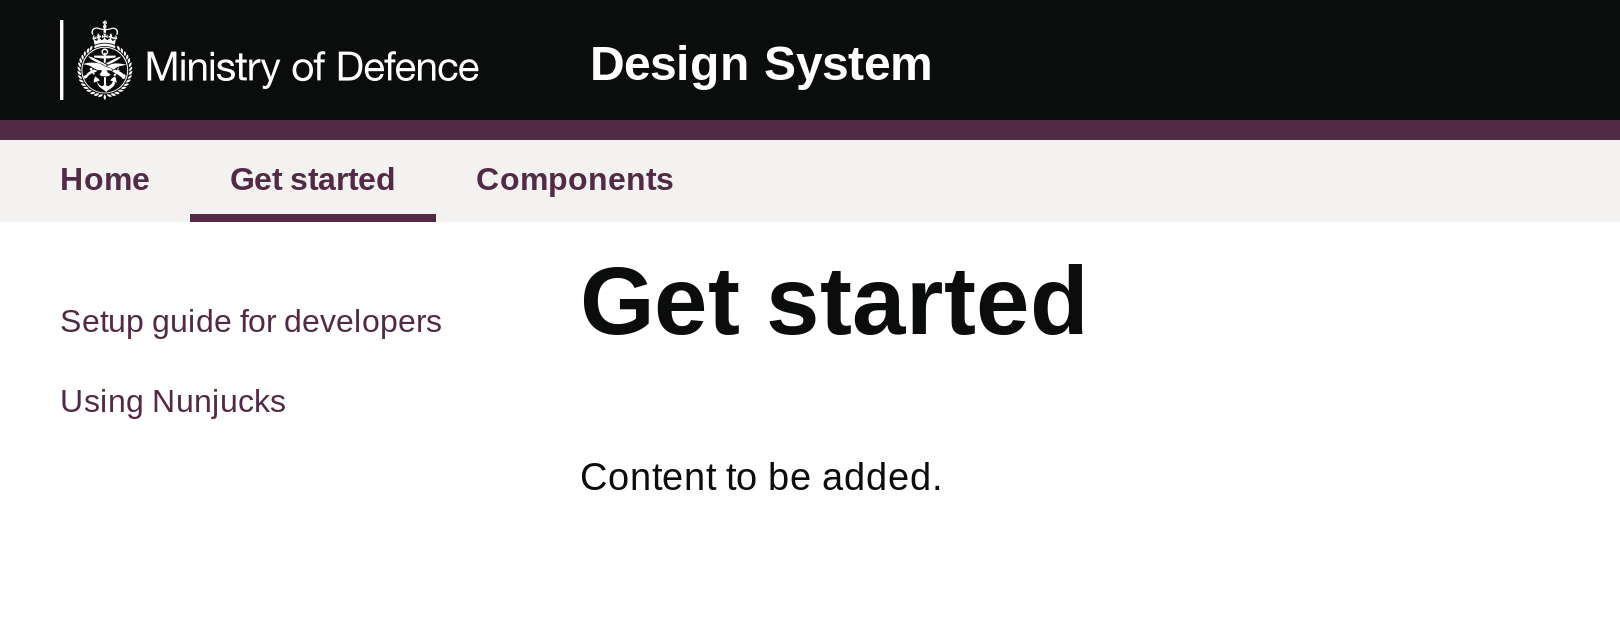 Ministry of Defence
Design System
Home
Get started
Components
Setup guide for developers
Using Nunjucks
Get started
Content to be added.